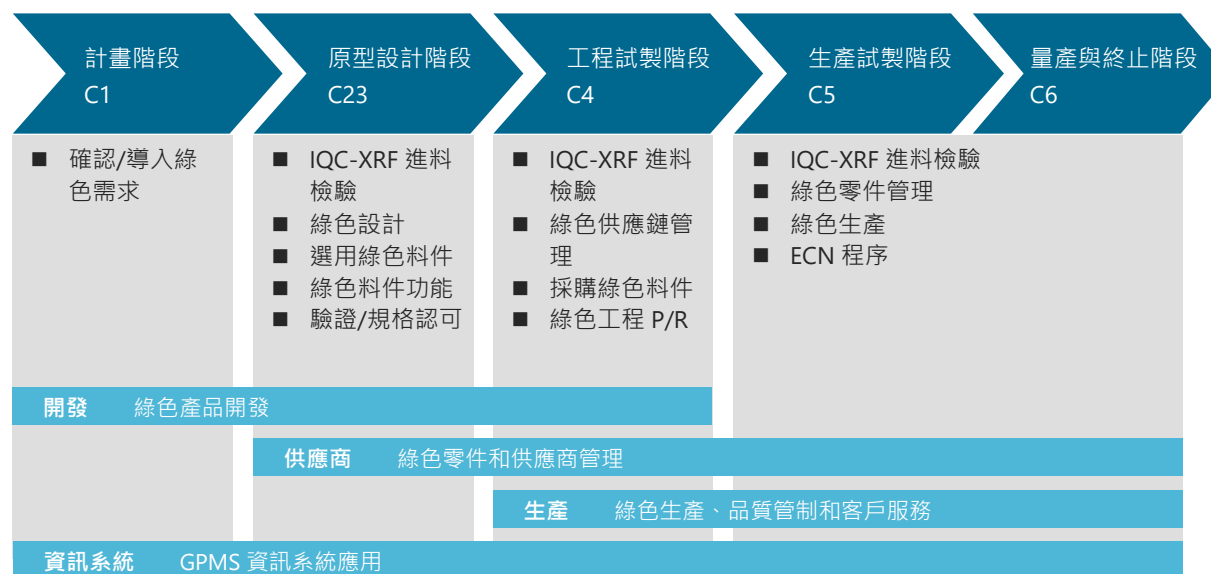 計畫階段
C1
原型設計階段
C23
工程試製階段
C4
生產試製階段
C5
量產與終止階段
C6
■ 確認/導入綠
色需求
■ IQC-XRF 進料
檢驗
■ 綠色設計
■ 選用綠色料件
■ 綠色料件功能
■ 驗證/規格認可
■ IQC-XRF 進料
檢驗
■ 綠色供應鏈管
理
■ 採購綠色料件
■ 綠色工程 P/R
■ IQC-XRF 進料檢驗
■ 綠色零件管理
■ 綠色生產
■ ECN 程序
開發 綠色產品開發
供應商 綠色零件和供應商管理
生產 綠色生產、品質管制和客戶服務
資訊系統 GPMS 資訊系統應用